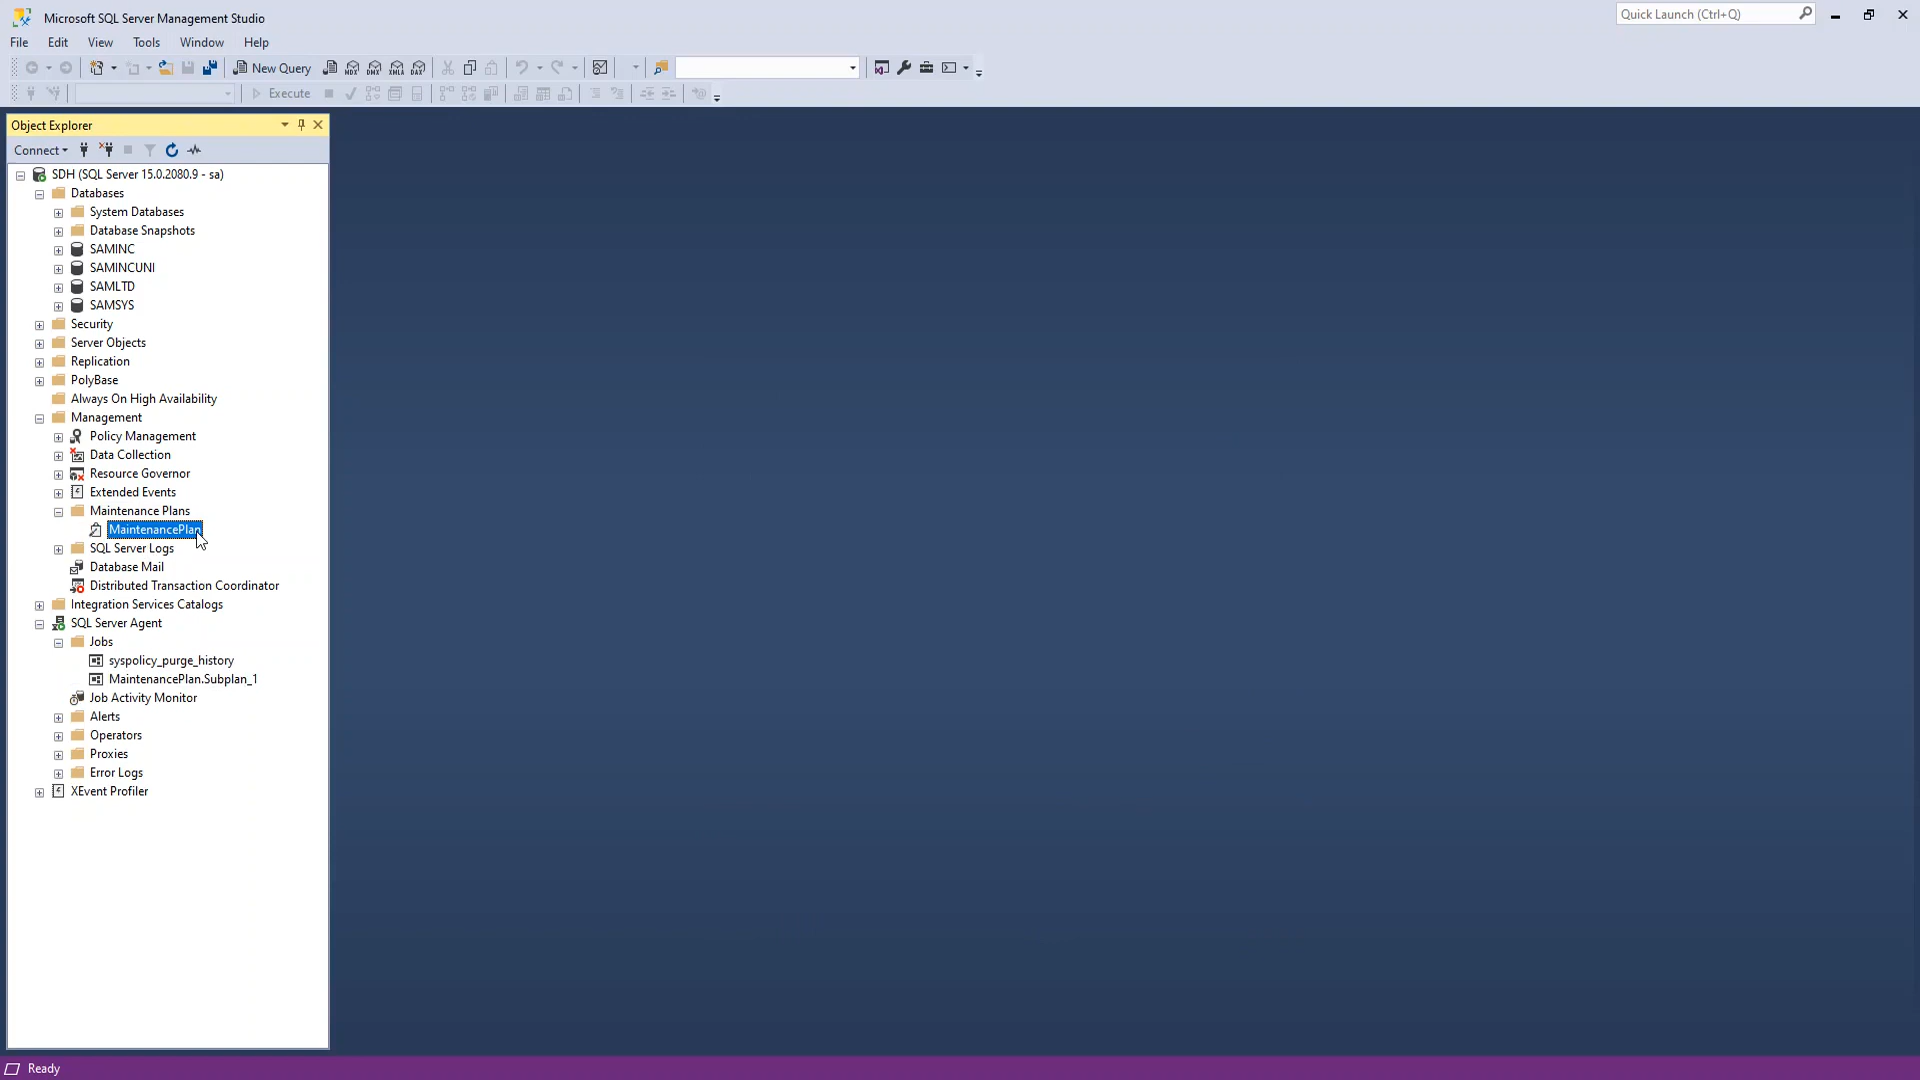 Microsoft SQL Server Management Studio
Quick Launch (Ctrl+Q)
File Edit View Tools Window Help
New Query
MDX DMX XMLA DAX
Execute
Object Explorer
Connect
SDH (SQL Server 15.0.2080.9 - sa)
Databases
System Databases
Database Snapshots
SAMINC
SAMINCUNI
SAMLTD
SAMSYS
Security
Server Objects
Replication
PolyBase
Always On High Availability
Management
Policy Management
Data Collection
Resource Governor
Extended Events
Maintenance Plans
MaintenancePlan
SQL Server Logs
Database Mail
Distributed Transaction Coordinator
Integration Services Catalogs
SQL Server Agent
Jobs
syspolicy_purge_history
MaintenancePlan.Subplan_1
Job Activity Monitor
Alerts
Operators
Proxies
Error Logs
XEvent Profiler
Ready